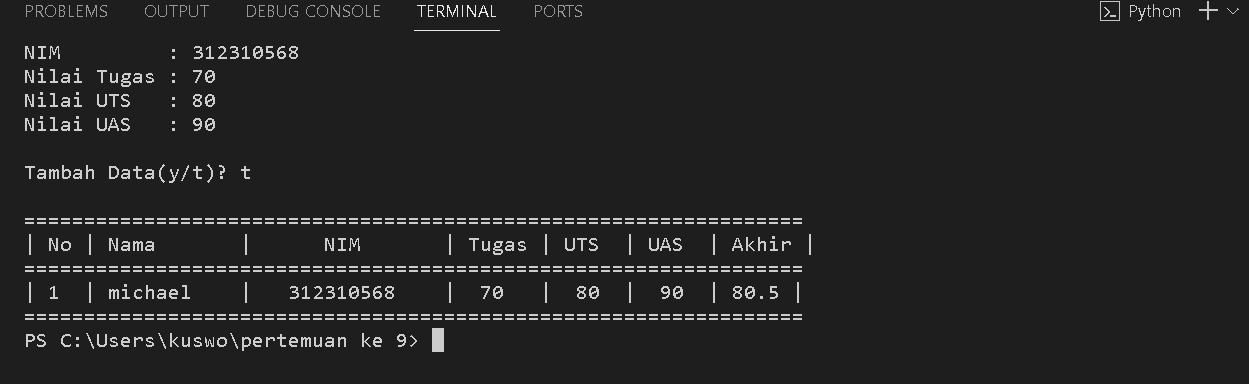 PROBLEMS OUTPUT DEBUG CONSOLE TERMINAL PORTS Python
NIM         : 312310568
Nilai Tugas : 70
Nilai UTS   : 80
Nilai UAS   : 90
Tambah Data(y/t)? t
=================================================================
| No | Nama       |      NIM       | Tugas | UTS  | UAS  | Akhir |
=================================================================
| 1  | michael    |   312310568    |  70   |  80  |  90  | 80.5 |
=================================================================
PS C:\Users\kuswo\pertemuan ke 9>